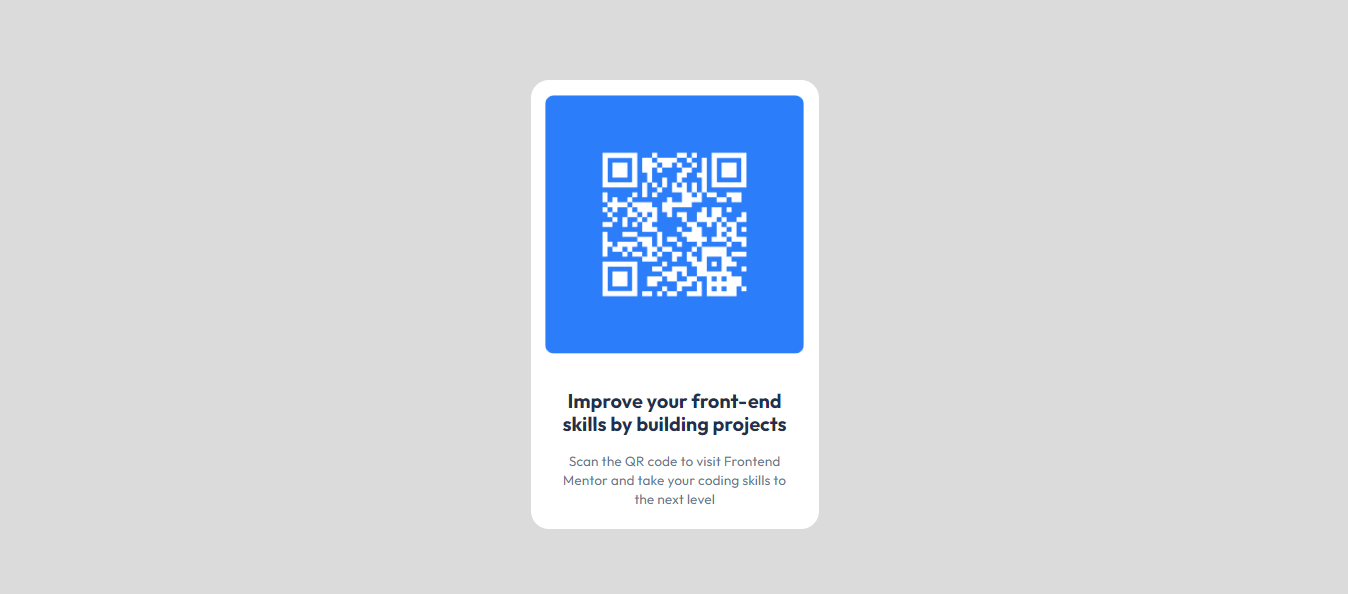 Improve your front-end
skills by building projects
Scan the QR code to visit Frontend
Mentor and take your coding skills to
the next level